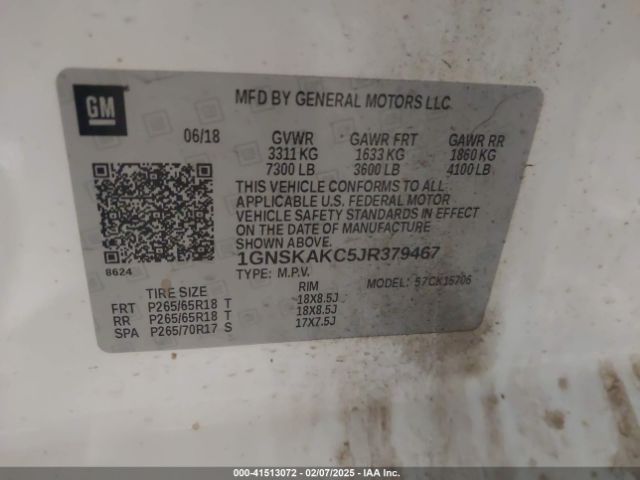 GM
MFD BY GENERAL MOTORS LLC
06/18 GVWR GAWR FRT GAWR RR
3311 KG 1633 KG 1860 KG
7300 LB 3600 LB 4100 LB
THIS VEHICLE CONFORMS TO ALL
APPLICABLE U.S. FEDERAL MOTOR
VEHICLE SAFETY STANDARDS IN EFFECT
ON THE DATE OF MANUFACTURE
SHOWN ABOVE.
8624
1GNSKAKC5JR379467
TYPE: M.P.V. MODEL: 57CK15706
TIRE SIZE RIM
FRT P265/65R18 T 18X8.5J
RR P265/65R18 T 18X8.5J
SPA P265/70R17 S 17X7.5J
000-41513072 - 02/07/2025 - IAA Inc.